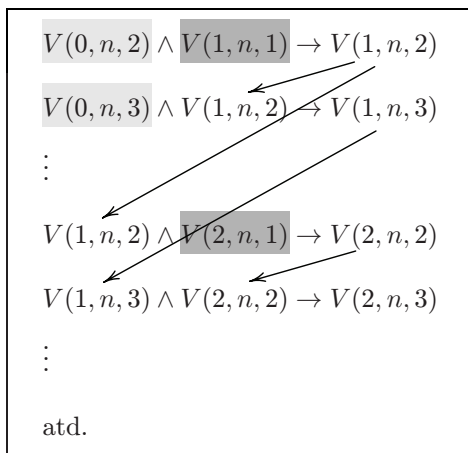 V(0, n, 2) ∧ V(1, n, 1) → V(1, n, 2)
V(0, n, 3) ∧ V(1, n, 2) → V(1, n, 3)
⋮
V(1, n, 2) ∧ V(2, n, 1) → V(2, n, 2)
V(1, n, 3) ∧ V(2, n, 2) → V(2, n, 3)
⋮
atd.